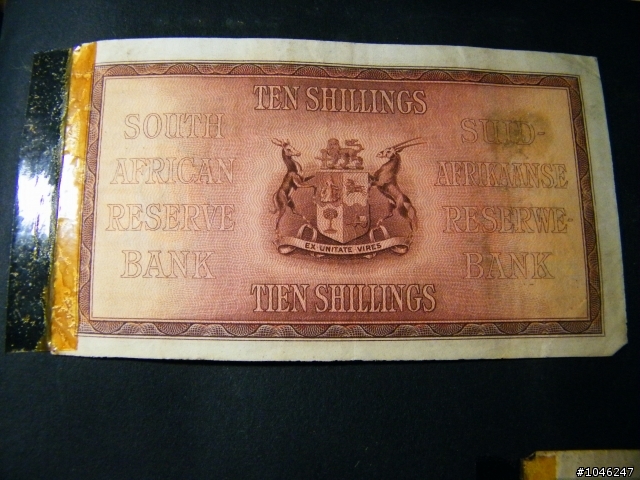 TEN SHILLINGS
SOUTH
AFRICAN
RESERVE
BANK
SUID-
AFRIKAANSE
RESERWE-
BANK
EX UNITATE VIRES
TIEN SHILLINGS
#1046247